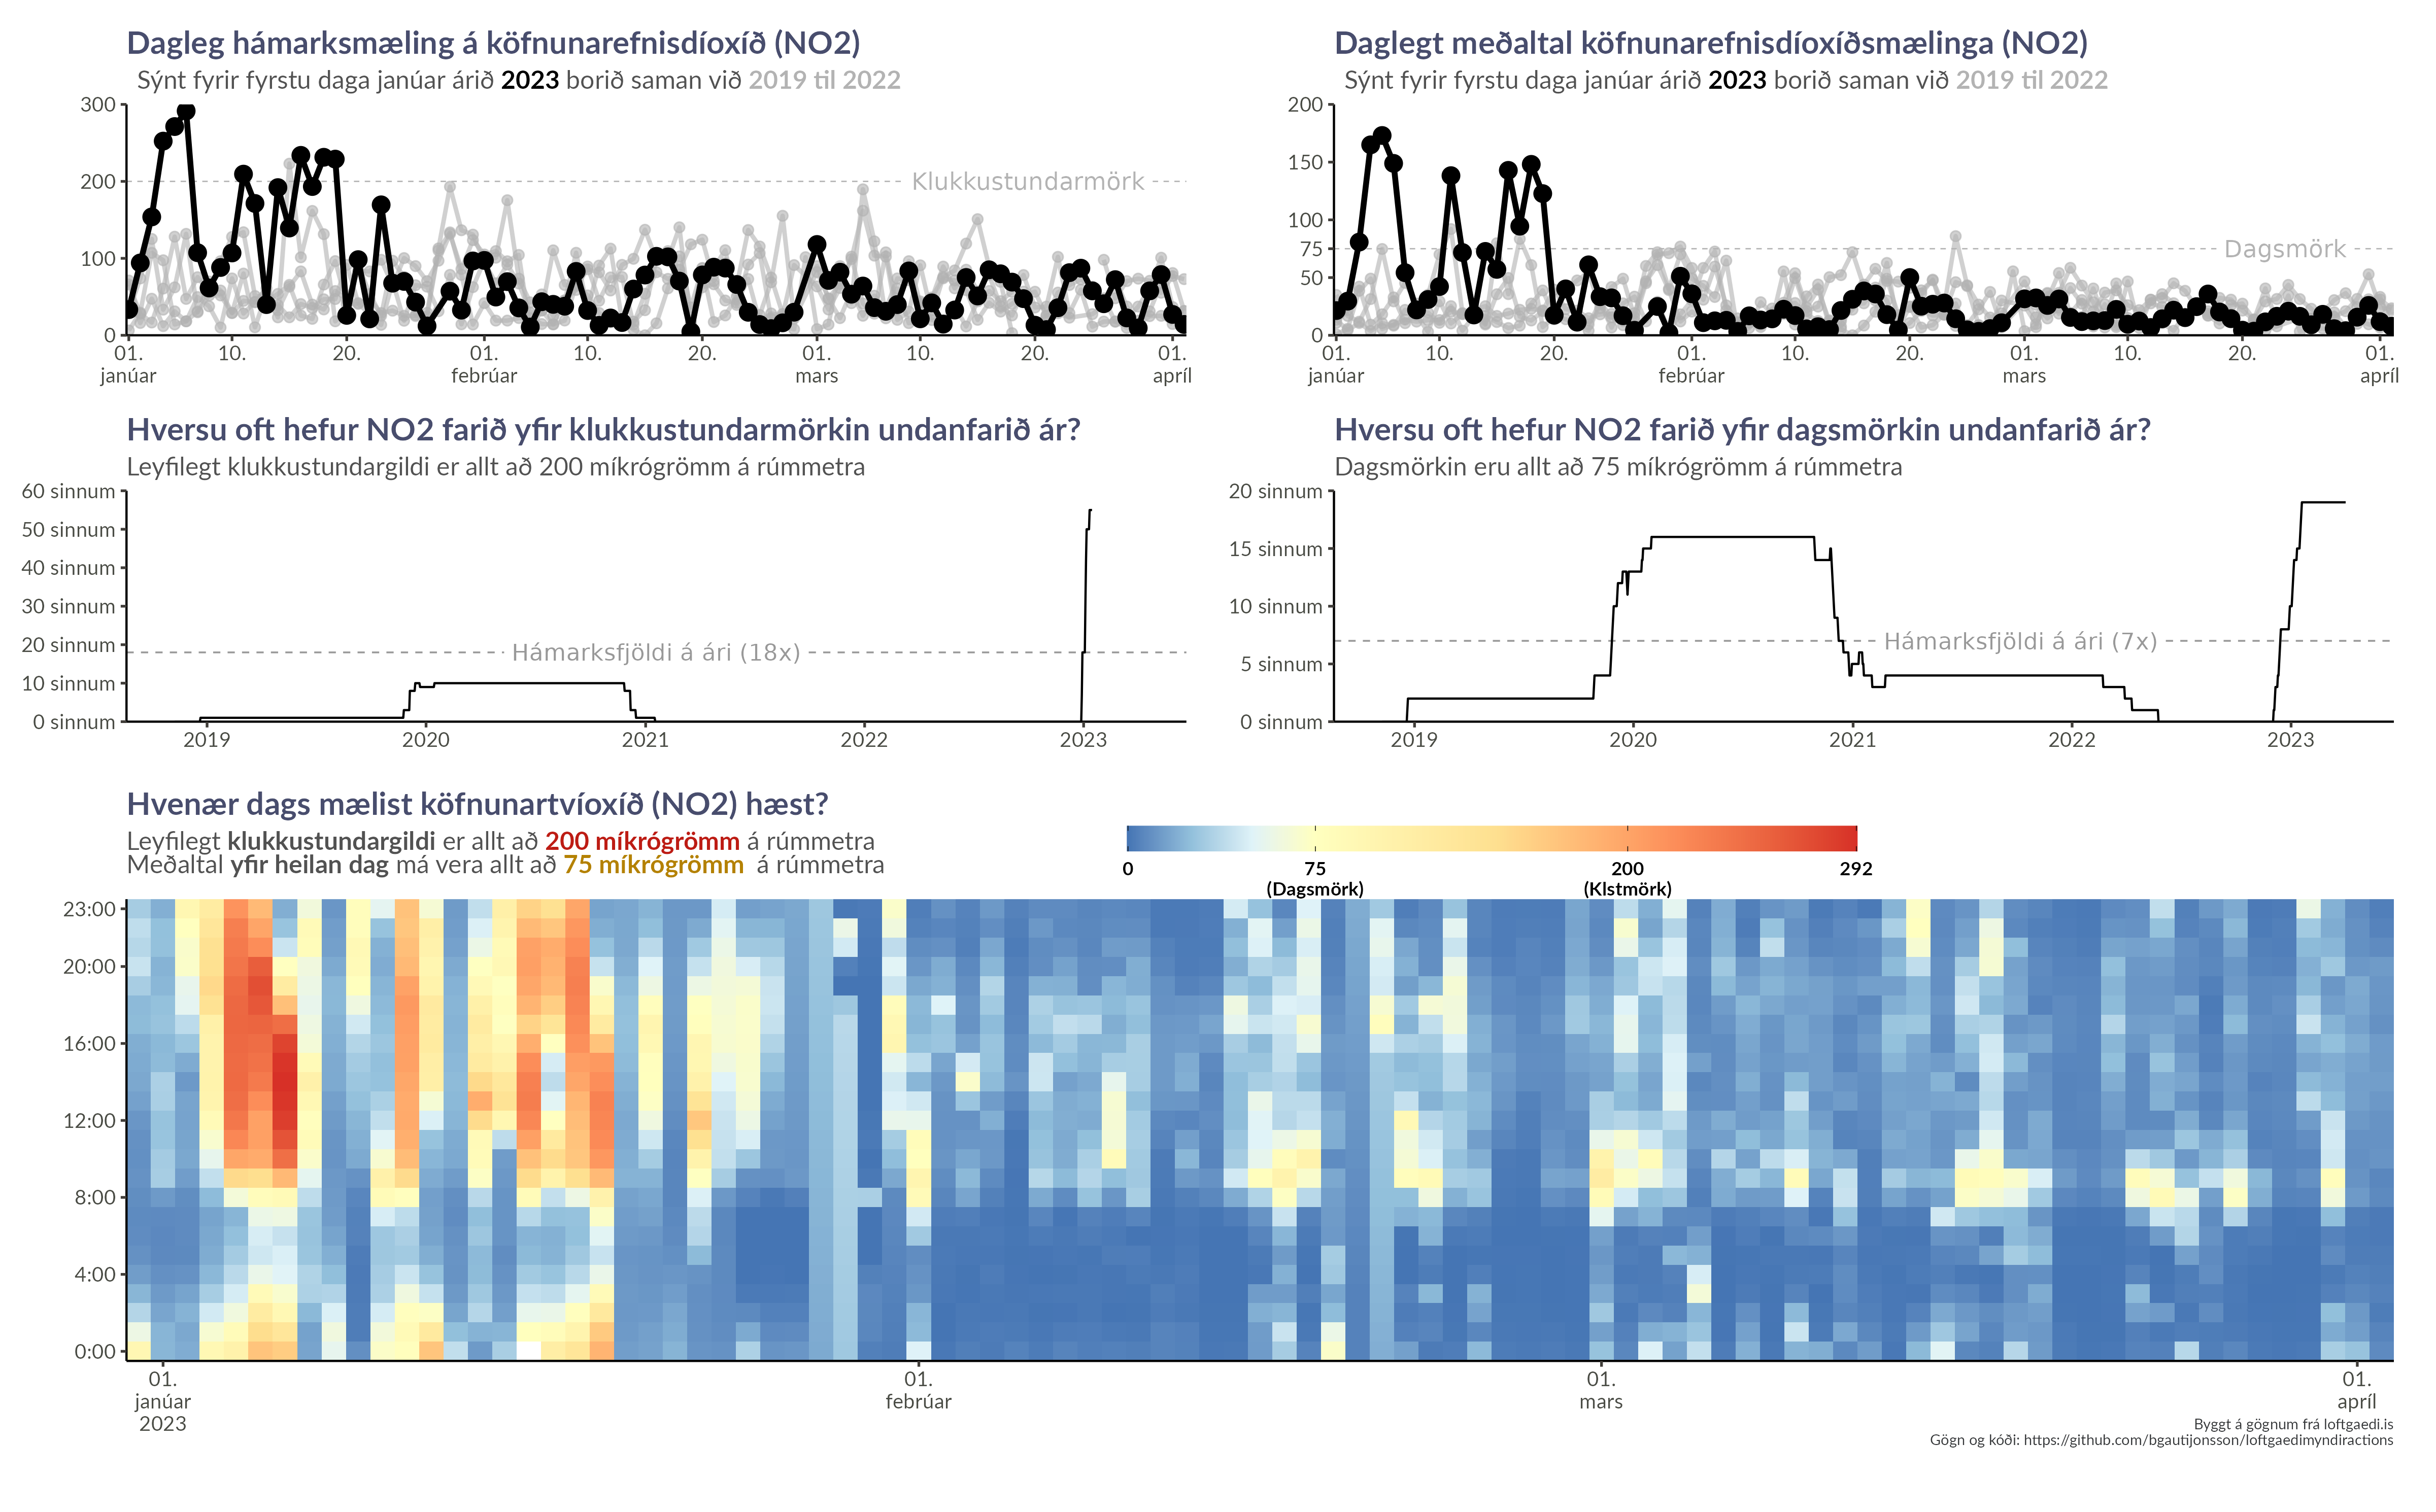 Dagleg hámarksmæling á köfnunarefnisdíoxíð (NO2)
Sýnt fyrir fyrstu daga janúar árið 2023 borið saman við 2019 til 2022
300
200
100
0
Klukkustundarmörk
01. 10. 20. 01. 10. 20. 01. 10. 20. 01.
janúar febrúar mars apríl
Daglegt meðaltal köfnunarefnisdíoxíðsmælinga (NO2)
Sýnt fyrir fyrstu daga janúar árið 2023 borið saman við 2019 til 2022
200
150
100
75
50
0
Dagsmörk
01. 10. 20. 01. 10. 20. 01. 10. 20. 01.
janúar febrúar mars apríl
Hversu oft hefur NO2 farið yfir klukkustundarmörkin undanfarið ár?
Leyfilegt klukkustundargildi er allt að 200 míkrógrömm á rúmmetra
60 sinnum
50 sinnum
40 sinnum
30 sinnum
20 sinnum
10 sinnum
0 sinnum
Hámarksfjöldi á ári (18x)
2019 2020 2021 2022 2023
Hversu oft hefur NO2 farið yfir dagsmörkin undanfarið ár?
Dagsmörkin eru allt að 75 míkrógrömm á rúmmetra
20 sinnum
15 sinnum
10 sinnum
5 sinnum
0 sinnum
Hámarksfjöldi á ári (7x)
2019 2020 2021 2022 2023
Hvenær dags mælist köfnunartvíoxíð (NO2) hæst?
Leyfilegt klukkustundargildi er allt að 200 míkrógrömm á rúmmetra
Meðaltal yfir heilan dag má vera allt að 75 míkrógrömm á rúmmetra
0 75 200 292
(Dagsmörk) (Klstmörk)
23:00
20:00
16:00
12:00
8:00
4:00
0:00
01. 01. 01. 01.
janúar febrúar mars apríl
2023
Byggt á gögnum frá loftgaedi.is
Gögn og kóði: https://github.com/bgautijonsson/loftgaedimyndiractions